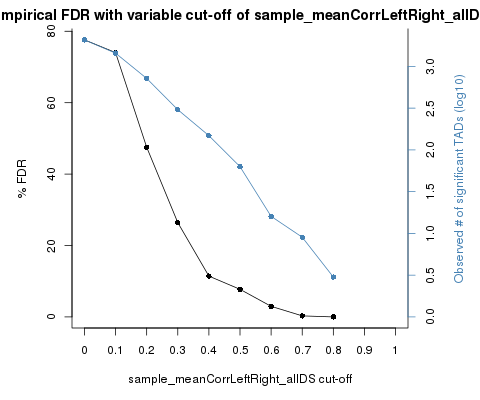 mpirical FDR with variable cut-off of sample_meanCorrLeftRight_allD
80
60
40
20
0
% FDR
3.0
2.5
2.0
1.5
1.0
0.5
0.0
Observed # of significant TADs (log10)
0 0.1 0.2 0.3 0.4 0.5 0.6 0.7 0.8 0.9 1
sample_meanCorrLeftRight_allDS cut-off